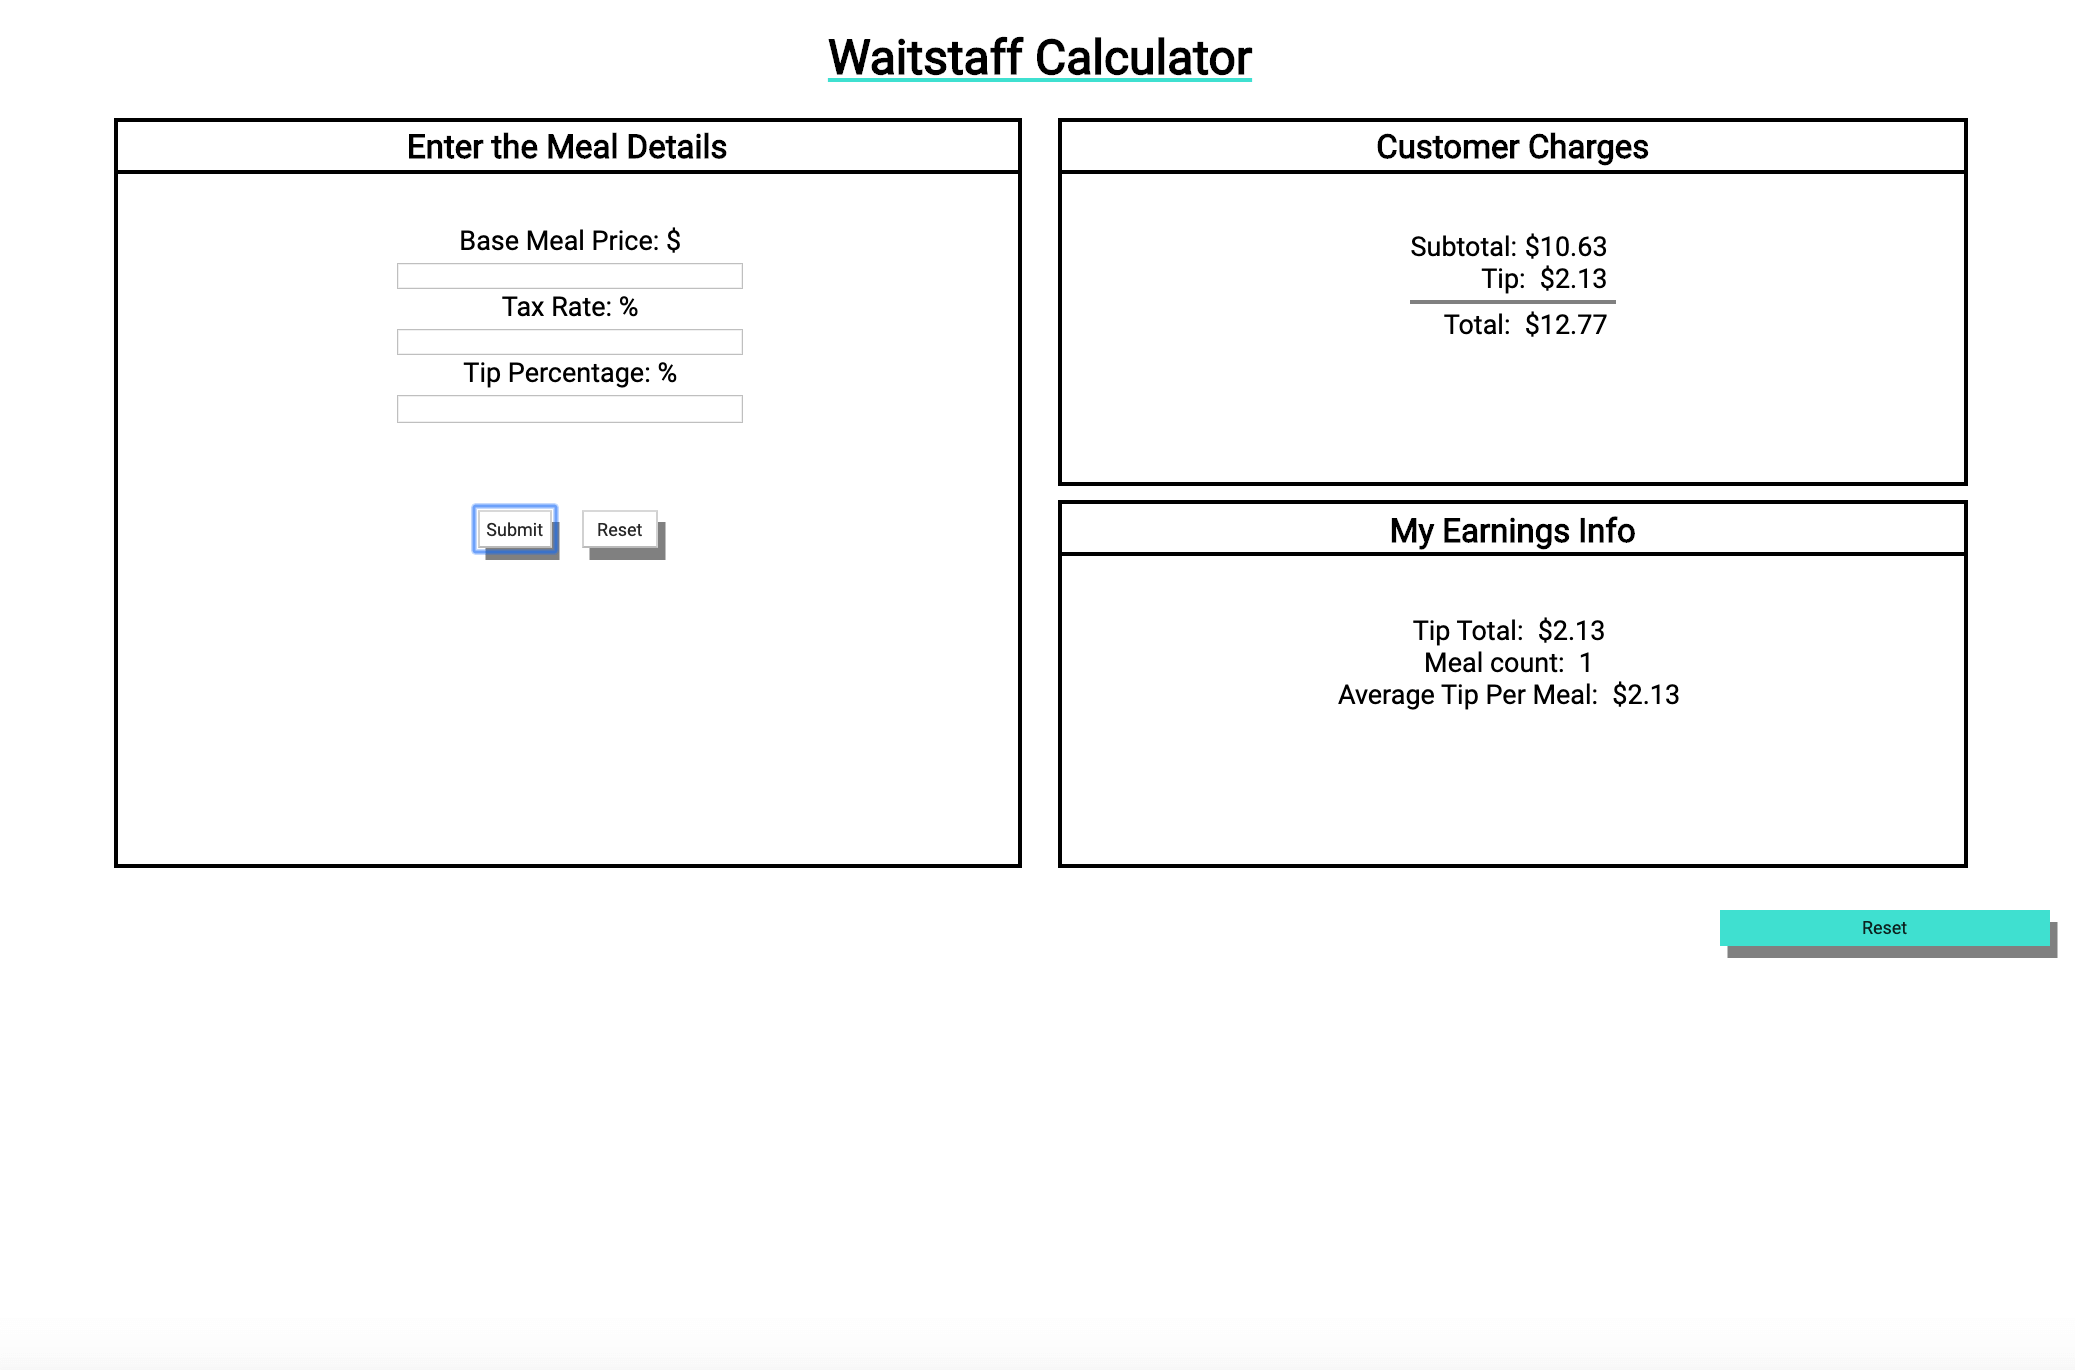 Waitstaff Calculator
Enter the Meal Details
Base Meal Price: $
Tax Rate: %
Tip Percentage: %
Submit
Reset
Customer Charges
Subtotal: $10.63
Tip: $2.13
Total: $12.77
My Earnings Info
Tip Total: $2.13
Meal count: 1
Average Tip Per Meal: $2.13
Reset